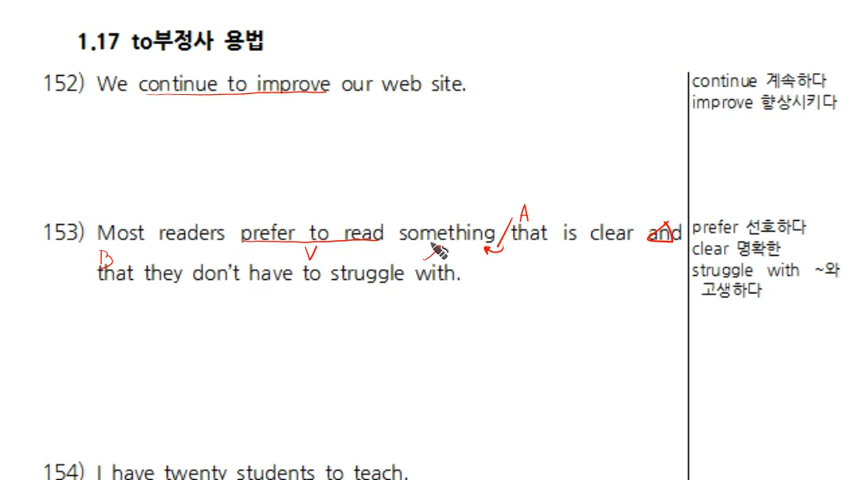 1.17 to부정사 용법
152) We continue to improve our web site.
continue 계속하다
improve 향상시키다
A
153) Most readers prefer to read something that is clear and
B V
that they don't have to struggle with.
prefer 선호하다
clear 명확한
struggle with ~와
고생하다
154) I have twenty students to teach.